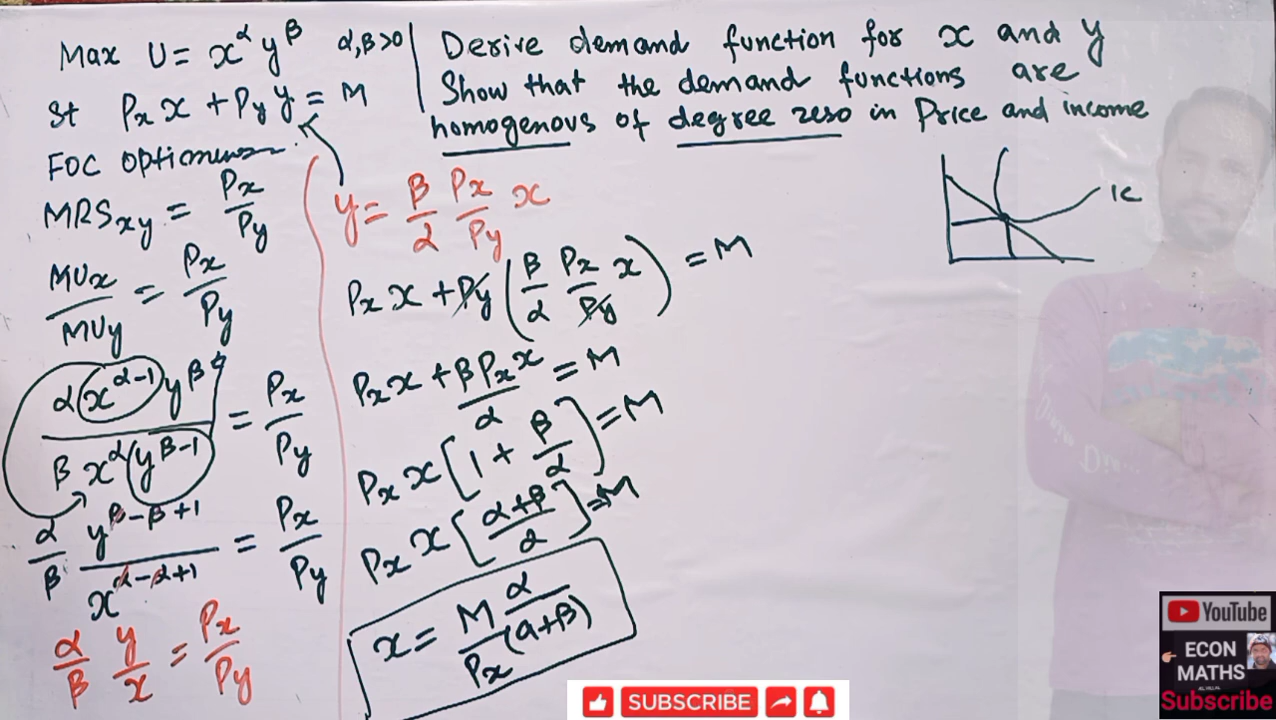 Max U = x^α y^β α,β>0
St Px x + Py y = M
FOC
MRSxy = Px/Py
MUx/MUy = Px/Py
α x^α-1 y^β / β x^α y^β-1 = Px/Py
α/β y^β-β+1 / x^α-α+1 = Px/Py
α/β y/x = Px/Py
Derive demand function for x and y
Show that the demand functions are
homogenous of degree zero in Price and income
y = β/α Px/Py x
Px x + Py (β/α Px/Py x) = M
Px x + β Px x / α = M
Px x [1 + β/α] = M
Px x [α+β / α] = M
x = M/Px α/(α+β)
IC
YouTube
ECON
MATHS
Subscribe
SUBSCRIBE